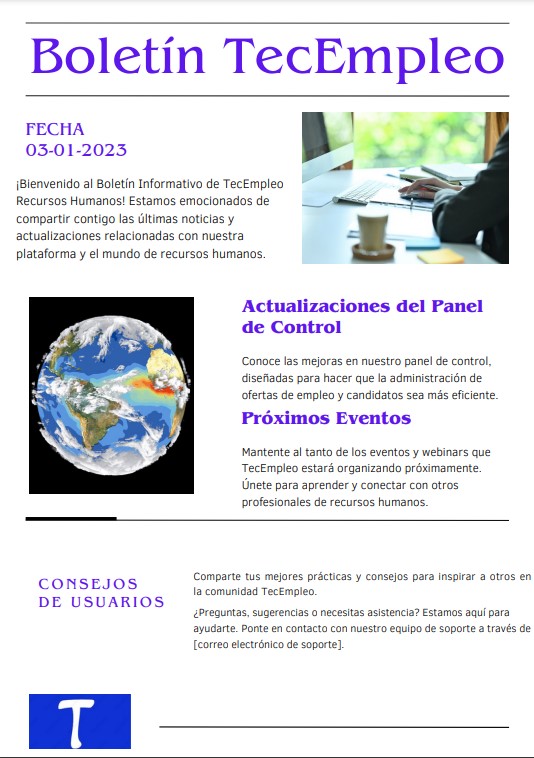 Boletín TecEmpleo
FECHA
03-01-2023
¡Bienvenido al Boletín Informativo de TecEmpleo
Recursos Humanos! Estamos emocionados de
compartir contigo las últimas noticias y
actualizaciones relacionadas con nuestra
plataforma y el mundo de recursos humanos.
Actualizaciones del Panel
de Control
Conoce las mejoras en nuestro panel de control,
diseñadas para hacer que la administración de
ofertas de empleo y candidatos sea más eficiente.
Próximos Eventos
Mantente al tanto de los eventos y webinars que
TecEmpleo estará organizando próximamente.
Únete para aprender y conectar con otros
profesionales de recursos humanos.
CONSEJOS
DE USUARIOS
Comparte tus mejores prácticas y consejos para inspirar a otros en
la comunidad TecEmpleo.
¿Preguntas, sugerencias o necesitas asistencia? Estamos aquí para
ayudarte. Ponte en contacto con nuestro equipo de soporte a través de
[correo electrónico de soporte].
T